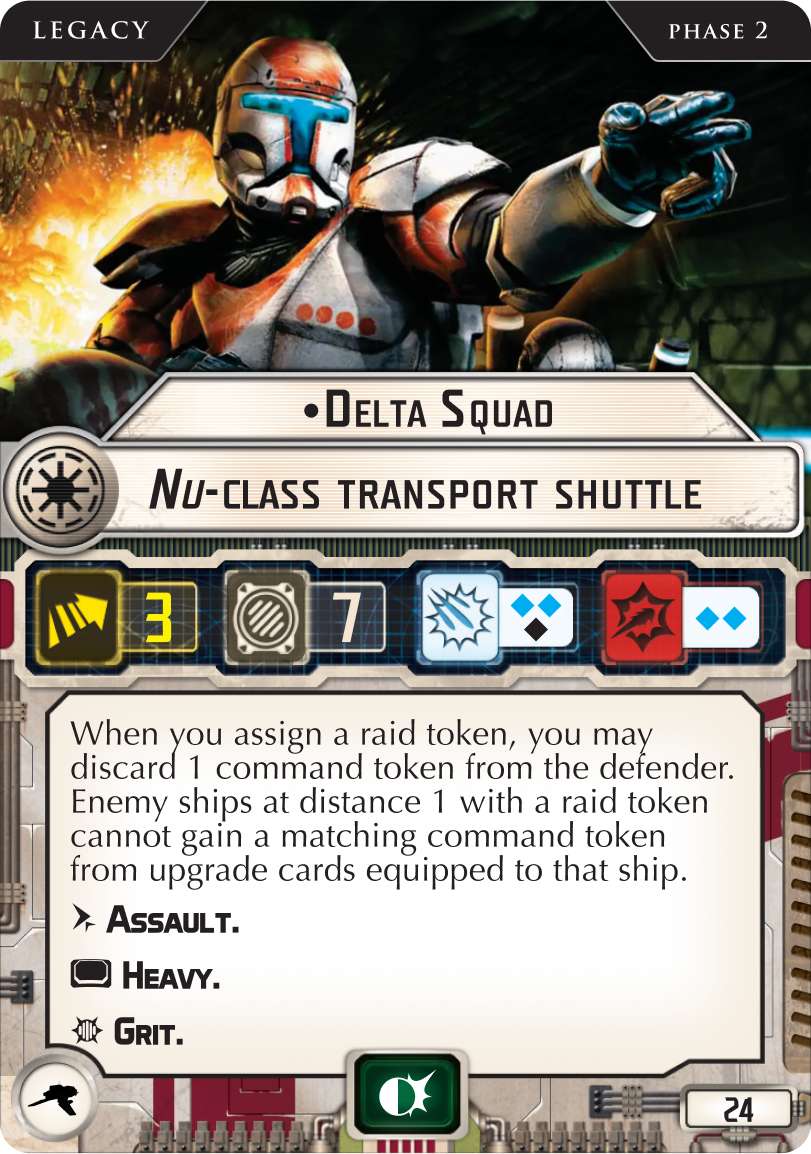 LEGACY
PHASE 2
•DELTA SQUAD
NU-CLASS TRANSPORT SHUTTLE
3
7
When you assign a raid token, you may
discard 1 command token from the defender.
Enemy ships at distance 1 with a raid token
cannot gain a matching command token
from upgrade cards equipped to that ship.
ASSAULT.
HEAVY.
GRIT.
24